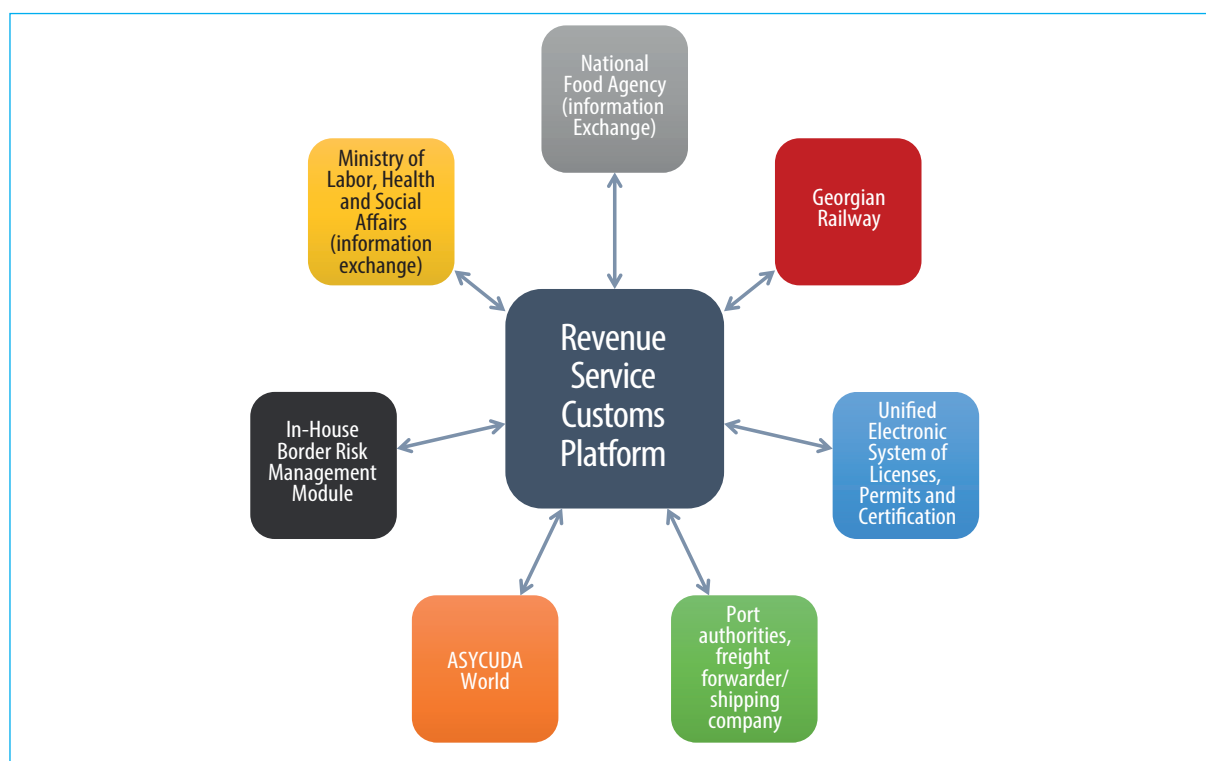 National
Food Agency
(information
Exchange)
Ministry of
Labor, Health
and Social
Affairs
(information
exchange)
Georgian
Railway
Revenue
Service
Customs
Platform
In-House
Border Risk
Management
Module
Unified
Electronic
System of
Licenses,
Permits and
Certification
ASYCUDA
World
Port
authorities,
freight
forwarder/
shipping
company